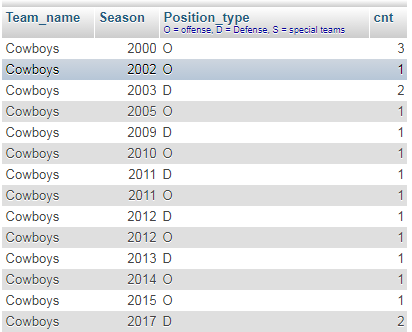 Team_name Season Position_type cnt
O = offense, D = Defense, S = special teams
Cowboys 2000 O 3
Cowboys 2002 O 1
Cowboys 2003 D 2
Cowboys 2005 O 1
Cowboys 2009 D 1
Cowboys 2010 O 1
Cowboys 2011 D 1
Cowboys 2011 O 1
Cowboys 2012 D 1
Cowboys 2012 O 1
Cowboys 2013 D 1
Cowboys 2014 O 1
Cowboys 2015 O 1
Cowboys 2017 D 2